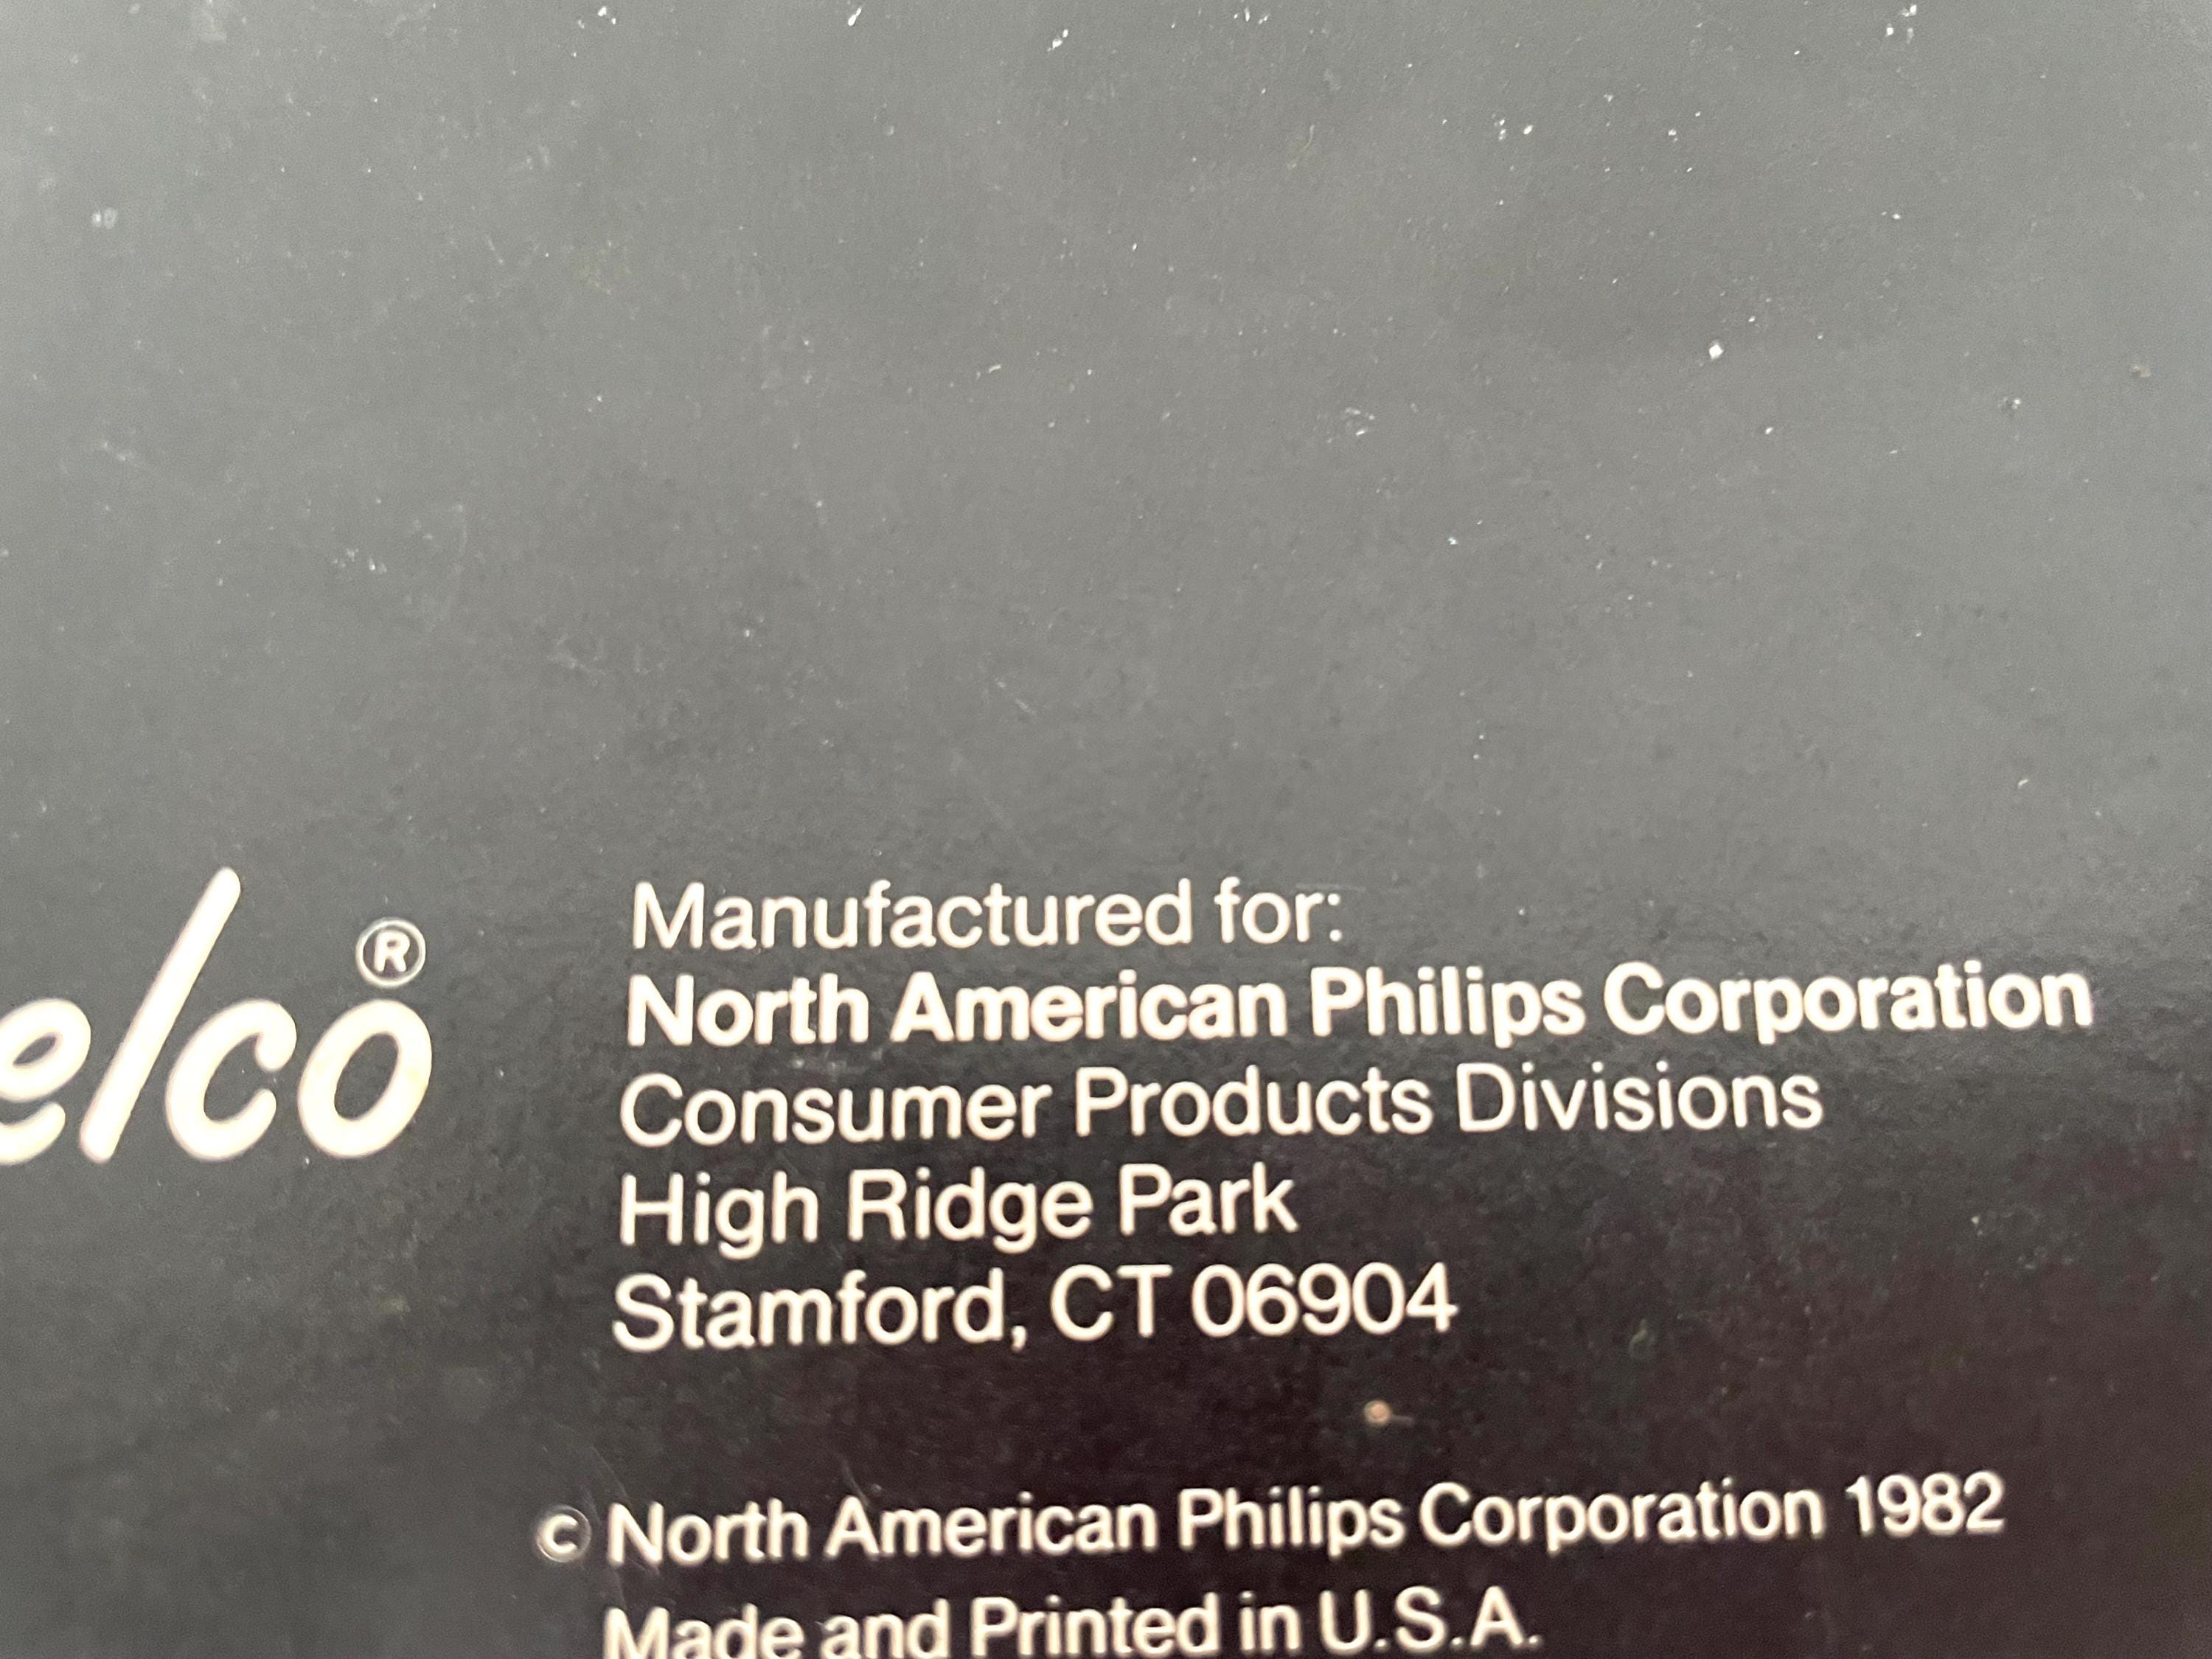 elco®
Manufactured for:
North American Philips Corporation
Consumer Products Divisions
High Ridge Park
Stamford, CT 06904
© North American Philips Corporation 1982
Made and Printed in U.S.A.